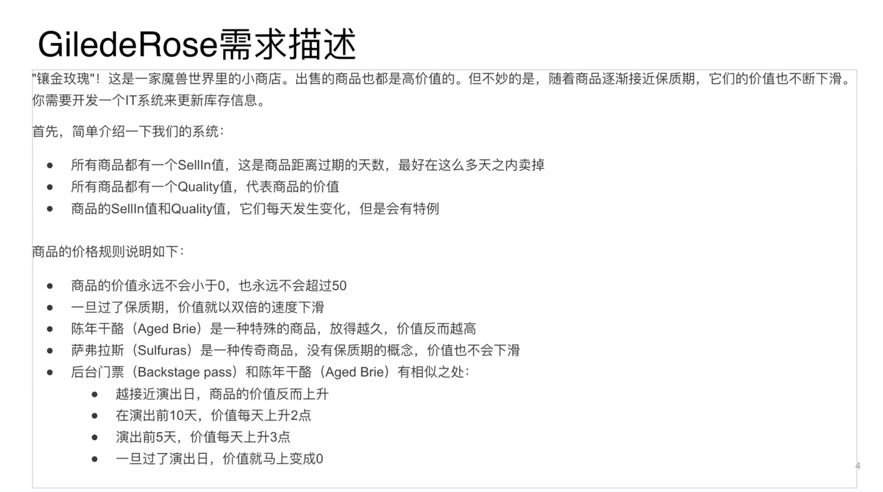 GiledeRose需求描述
"镶金玫瑰"！这是一家魔兽世界里的小商店。出售的商品也都是高价值的。但不妙的是，随着商品逐渐接近保质期，它们的价值也不断下滑。
你需要开发一个IT系统来更新库存信息。
首先，简单介绍一下我们的系统：
● 所有商品都有一个SellIn值，这是商品距离过期的天数，最好在这么多天之内卖掉
● 所有商品都有一个Quality值，代表商品的价值
● 商品的SellIn值和Quality值，它们每天发生变化，但是会有特例
商品的价格规则说明如下：
● 商品的价值永远不会小于0，也永远不会超过50
● 一旦过了保质期，价值就以双倍的速度下滑
● 陈年干酪（Aged Brie）是一种特殊的商品，放得越久，价值反而越高
● 萨弗拉斯（Sulfuras）是一种传奇商品，没有保质期的概念，价值也不会下滑
● 后台门票（Backstage pass）和陈年干酪（Aged Brie）有相似之处：
● 越接近演出日，商品的价值反而上升
● 在演出前10天，价值每天上升2点
● 演出前5天，价值每天上升3点
● 一旦过了演出日，价值就马上变成0
4